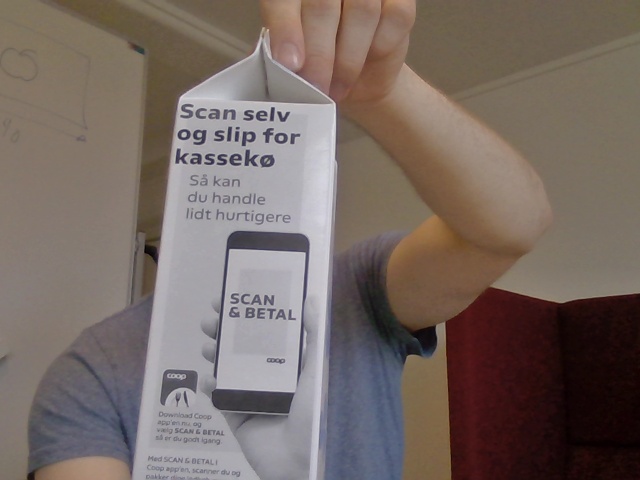 Scan selv
og slip for
kassekø
Så kan
du handle
lidt hurtigere
SCAN
& BETAL
coop
coop
Download Coop
app'en nu, og
vælg SCAN & BETAL
så er du godt igang
Med SCAN & BETAL i
Coop app'en, scanner du og
pakker dine